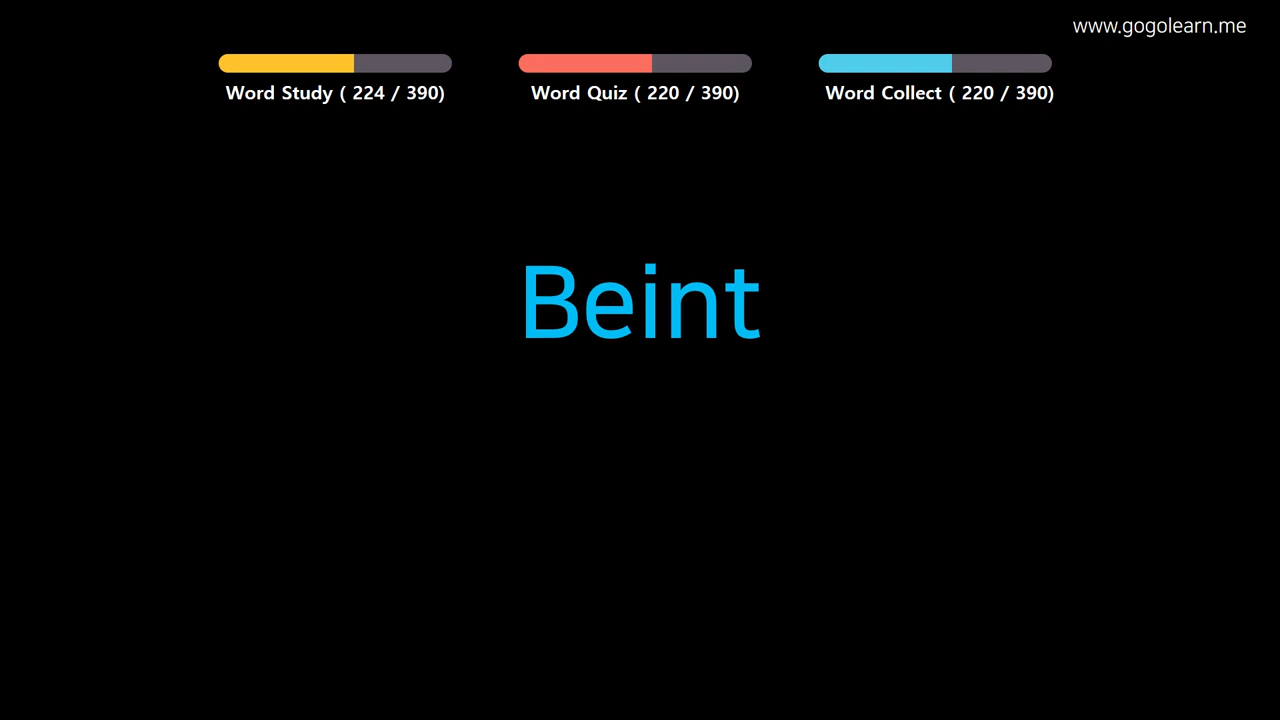 www.gogolearn.me
Word Study ( 224 / 390)
Word Quiz ( 220 / 390)
Word Collect ( 220 / 390)
Beint